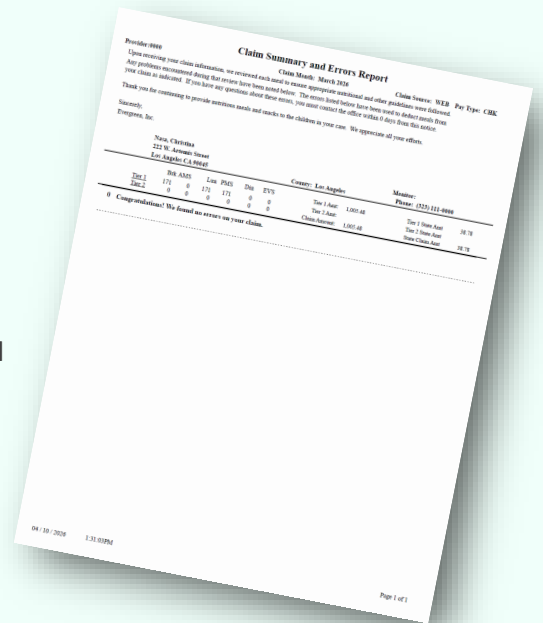 Provider:0000
Claim Summary and Errors Report
Claim Month: March 2020
Claim Source: WEB Pay Type: CHK
Upon receiving your claim information, we reviewed each meal to ensure appropriate nutritional and other guidelines were followed.
Any problems encountered during that review have been noted below. The errors listed below have been used to deduct meals from
your claim as indicated. If you have any questions about these errors, you must contact the office within 0 days from this notice.
Thank you for continuing to provide nutritious meals and snacks to the children in your care. We appreciate all your efforts.
Sincerely,
Evergreen, Inc.
Nasa, Christina
222 W. Artemis Street
Los Angeles CA 90045
County: Los Angeles
Monitor:
Phone: (323) 111-0000
Brk AMS Lun PMS Din EVS
Tier 1 171 0 171 171 0 0
Tier 2 0 0 0 0 0 0
Tier 1 Amt: 1,005.48
Tier 2 Amt:
Claim Amount: 1,005.48
Tier 1 State Amt 38.78
Tier 2 State Amt
State Claim Amt 38.78
0 Congratulations! We found no errors on your claim.
04 / 10 / 2020 1:31:03PM
Page 1 of 1